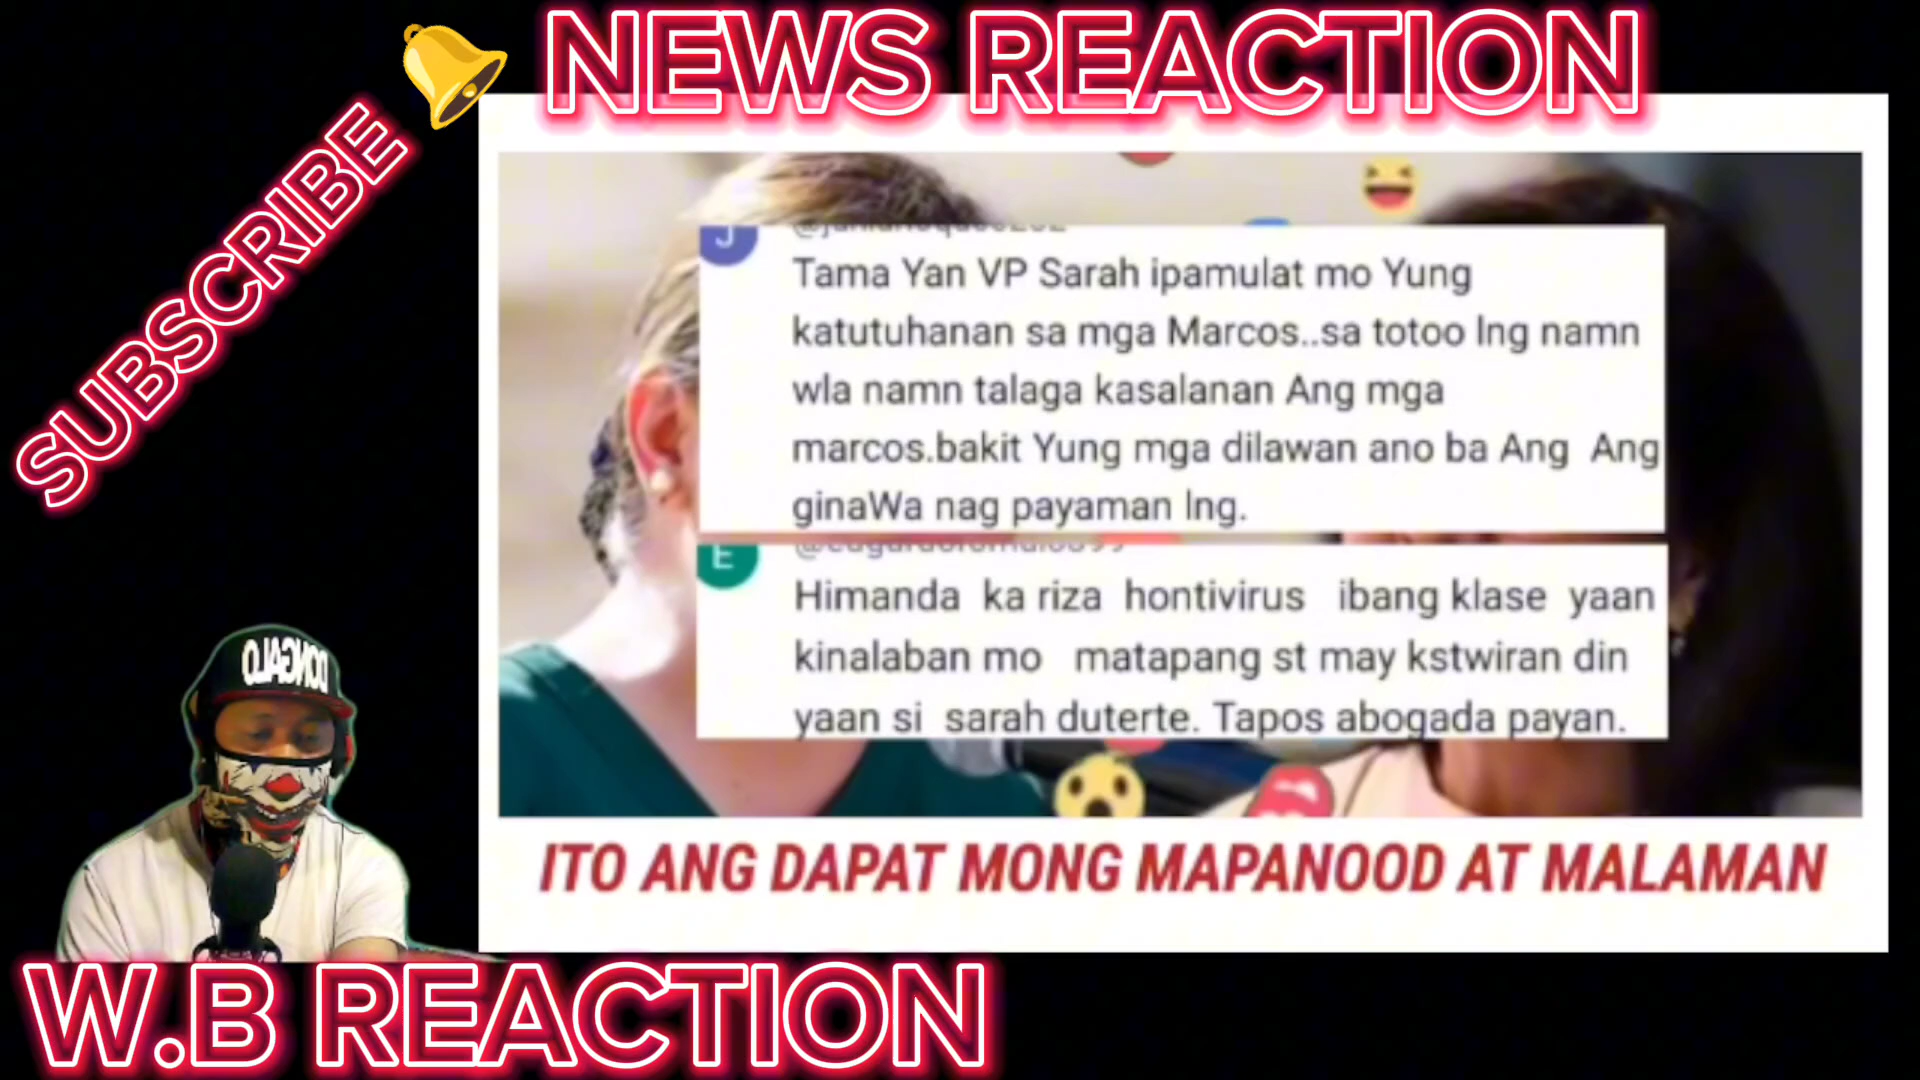 NEWS REACTION
SUBSCRIBE
J
Tama Yan VP Sarah ipamulat mo Yung
katutuhanan sa mga Marcos..sa totoo lng namn
wla namn talaga kasalanan Ang mga
marcos.bakit Yung mga dilawan ano ba Ang Ang
ginaWa nag payaman lng.
E
Himanda ka riza hontivirus ibang klase yaan
kinalaban mo matapang st may kstwiran din
yaan si sarah duterte. Tapos abogada payan.
DONGALO
ITO ANG DAPAT MONG MAPANOOD AT MALAMAN
W.B REACTION